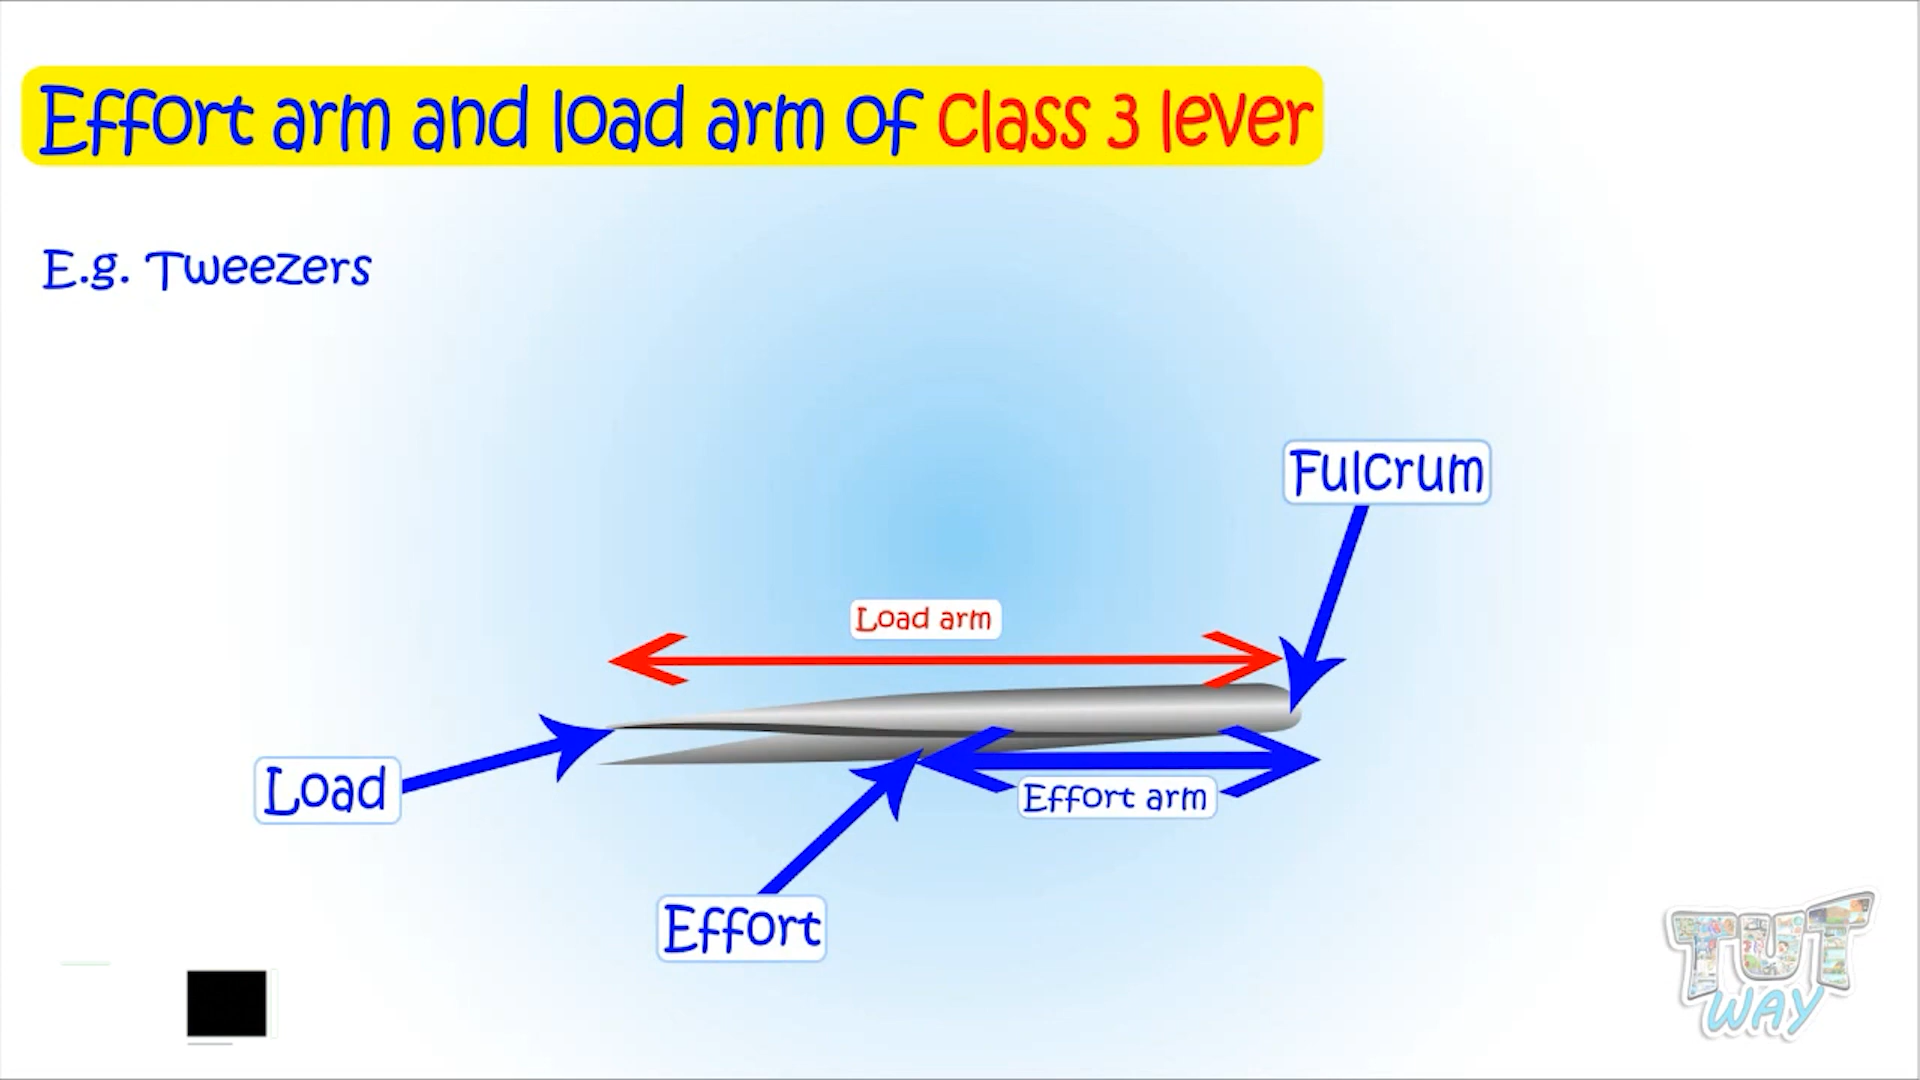 Effort arm and load arm of Class 3 lever
E.g. Tweezers
Fulcrum
Load arm
Load
Effort arm
Effort
TUT
WAY